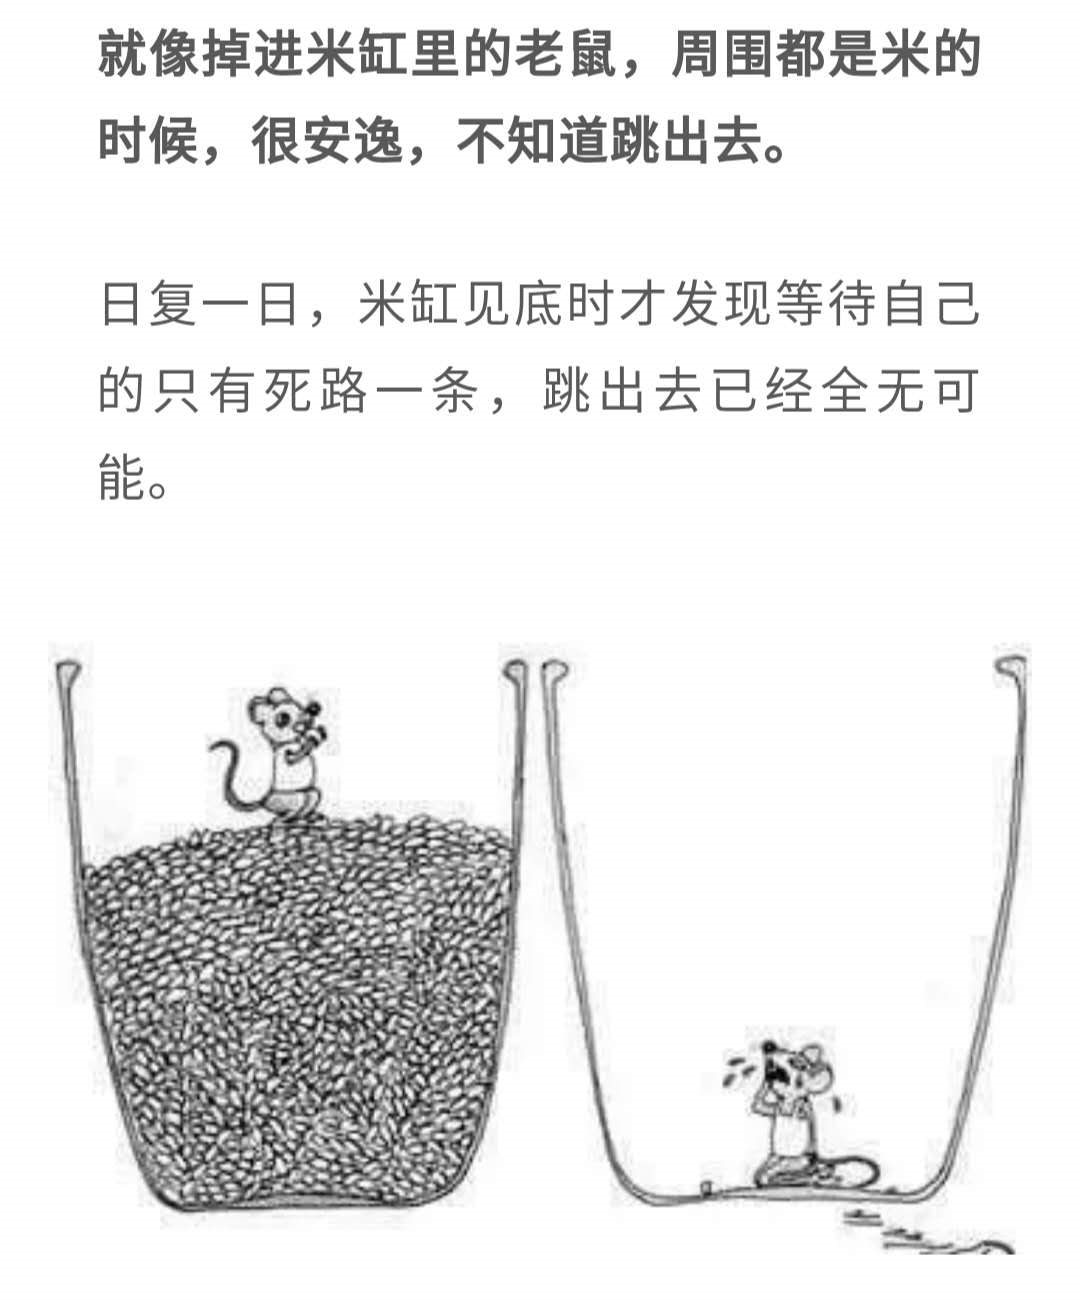 就像掉进米缸里的老鼠，周围都是米的
时候，很安逸，不知道跳出去。
日复一日，米缸见底时才发现等待自己
的只有死路一条，跳出去已经全无可
能。